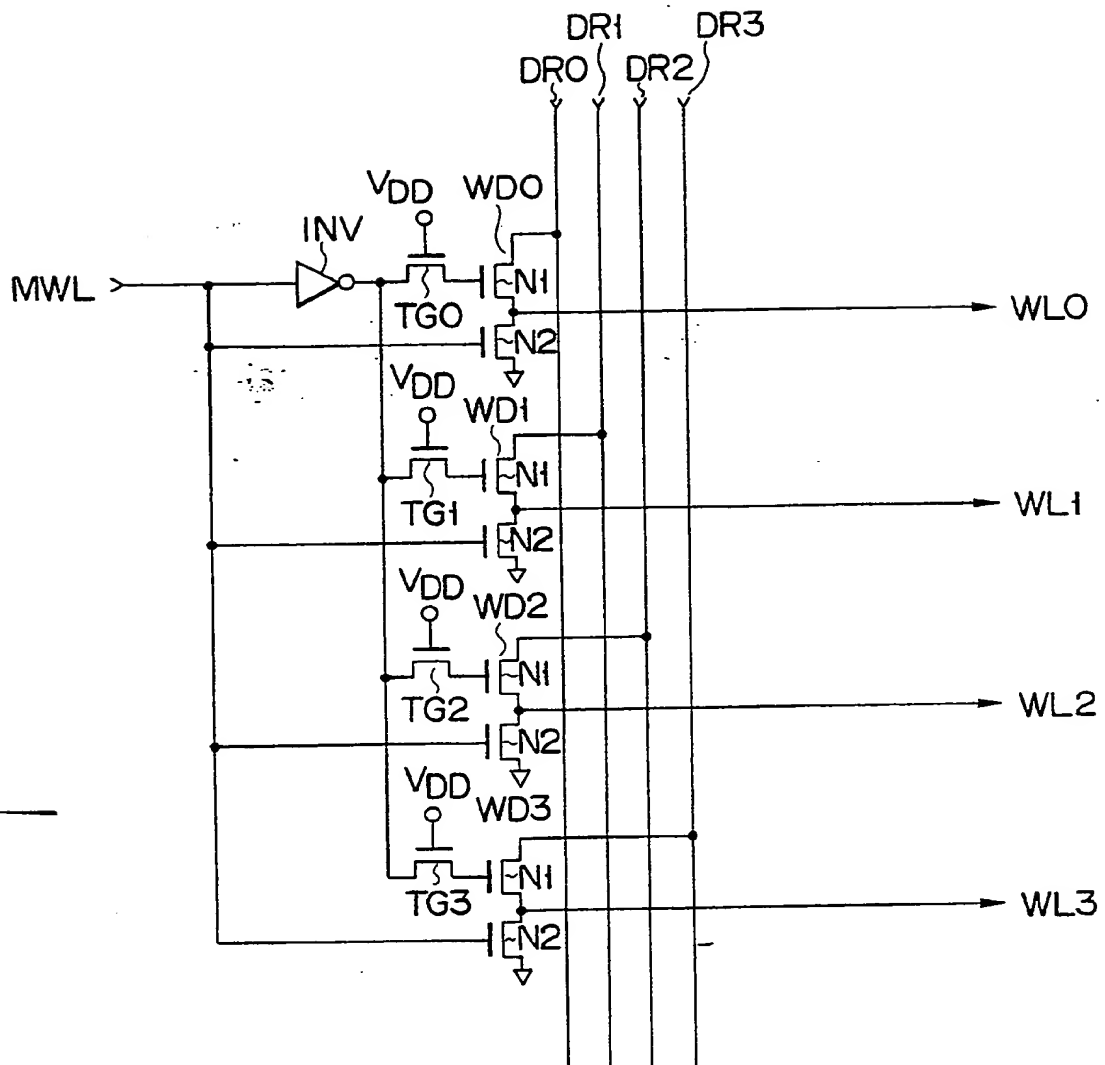 DR1 DR3
DR0 DR2
VDD WD0
INV
MWL N1
TG0
WL0
N2
VDD WD1
N1
TG1 WL1
N2
VDD WD2
N1
TG2 WL2
N2
VDD
WD3
N1
TG3 WL3
N2